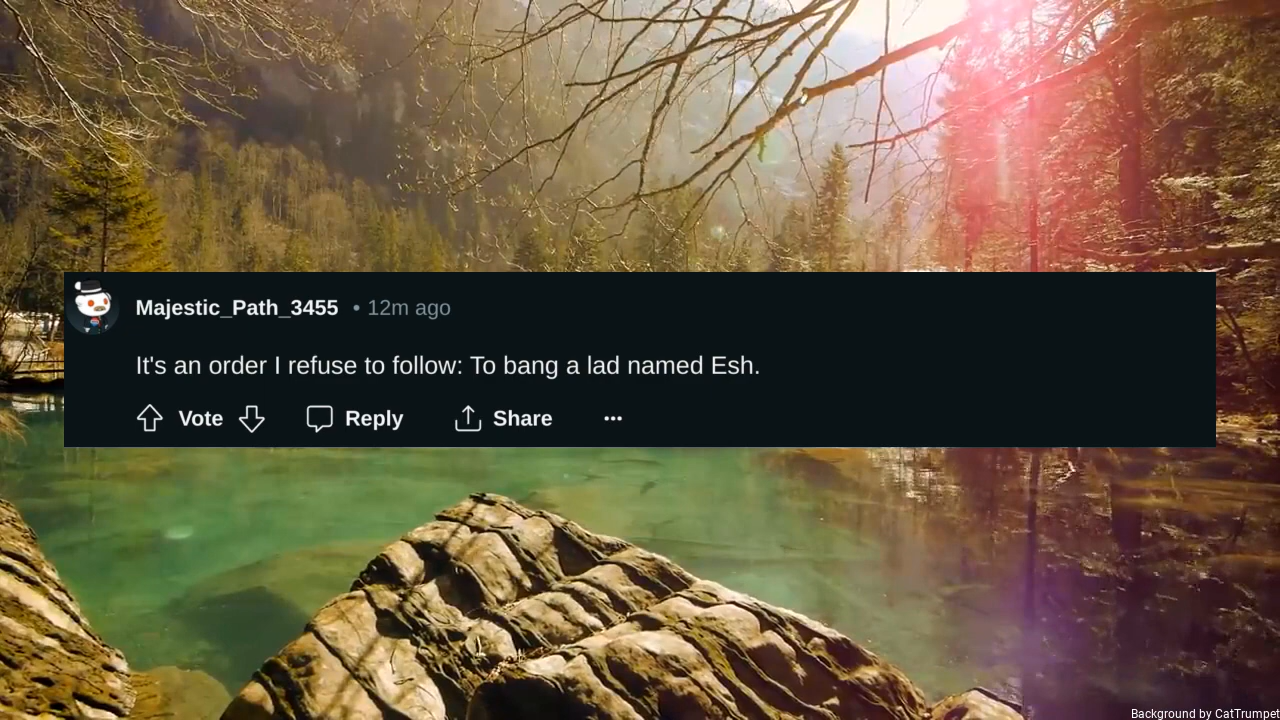 Majestic_Path_3455 • 12m ago
It's an order I refuse to follow: To bang a lad named Esh.
Vote Reply Share ...
Background by CatTrumpet